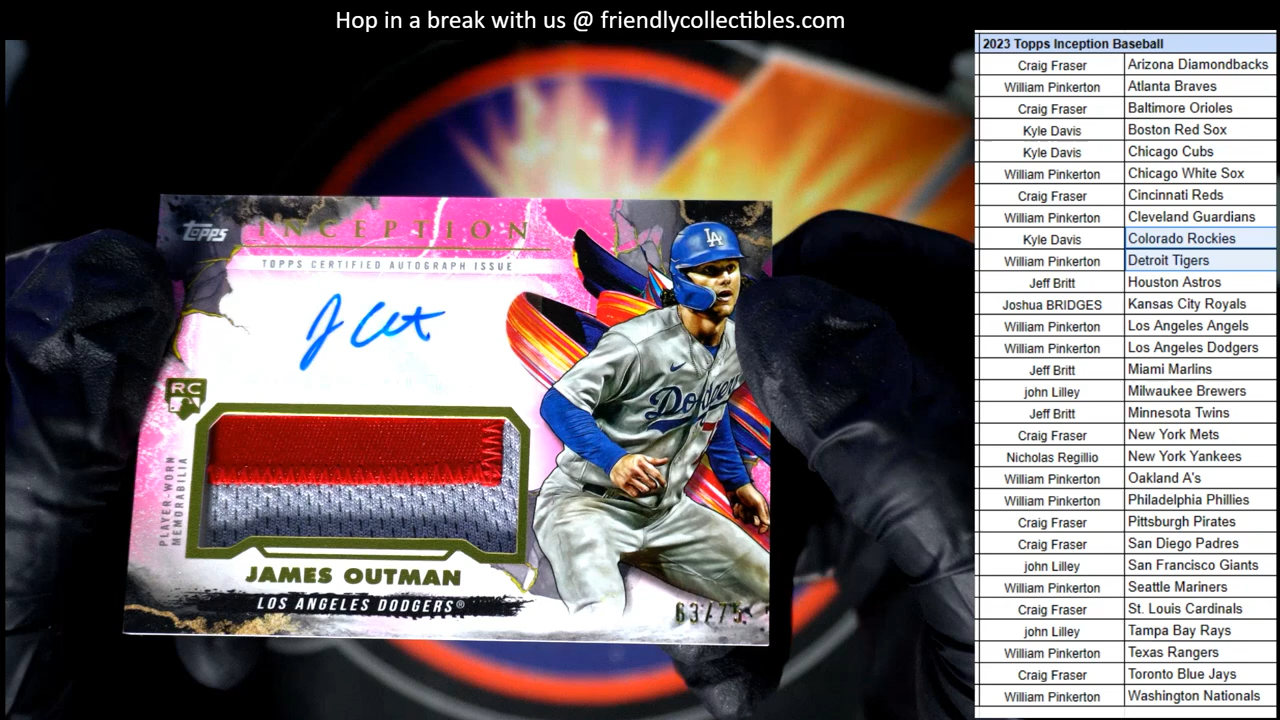 Hop in a break with us @ friendlycollectibles.com
TOPPS INCEPTION
TOPPS CERTIFIED AUTOGRAPH ISSUE
RC
PLAYER-WORN
MEMORABILIA
LA
Dodgers
JAMES OUTMAN
LOS ANGELES DODGERS®
63/75
2023 Topps Inception Baseball
Craig Fraser Arizona Diamondbacks
William Pinkerton Atlanta Braves
Craig Fraser Baltimore Orioles
Kyle Davis Boston Red Sox
Kyle Davis Chicago Cubs
William Pinkerton Chicago White Sox
Craig Fraser Cincinnati Reds
William Pinkerton Cleveland Guardians
Kyle Davis Colorado Rockies
William Pinkerton Detroit Tigers
Jeff Britt Houston Astros
Joshua BRIDGES Kansas City Royals
William Pinkerton Los Angeles Angels
William Pinkerton Los Angeles Dodgers
Jeff Britt Miami Marlins
john Lilley Milwaukee Brewers
Jeff Britt Minnesota Twins
Craig Fraser New York Mets
Nicholas Regillio New York Yankees
William Pinkerton Oakland A's
William Pinkerton Philadelphia Phillies
Craig Fraser Pittsburgh Pirates
Craig Fraser San Diego Padres
john Lilley San Francisco Giants
William Pinkerton Seattle Mariners
Craig Fraser St. Louis Cardinals
john Lilley Tampa Bay Rays
William Pinkerton Texas Rangers
Craig Fraser Toronto Blue Jays
William Pinkerton Washington Nationals